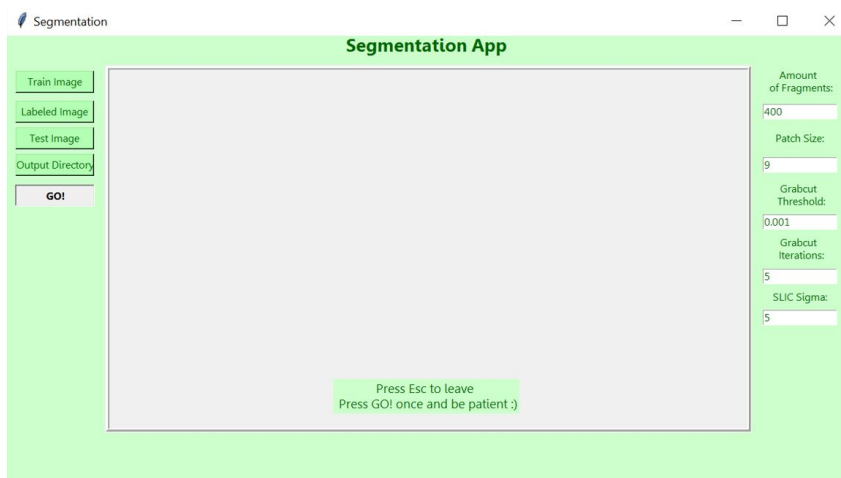 Segmentation
Segmentation App
Train Image
Labeled Image
Test Image
Output Directory
GO!
Amount
of Fragments:
400
Patch Size:
9
Grabcut
Threshold:
0.001
Grabcut
Iterations:
5
SLIC Sigma:
5
Press Esc to leave
Press GO! once and be patient :)